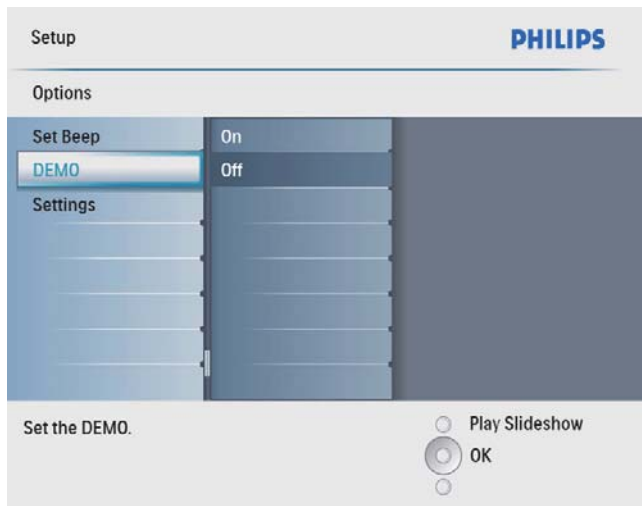 Setup
PHILIPS
Options
Set Beep
On
DEMO
Off
Settings
Set the DEMO.
Play Slideshow
OK